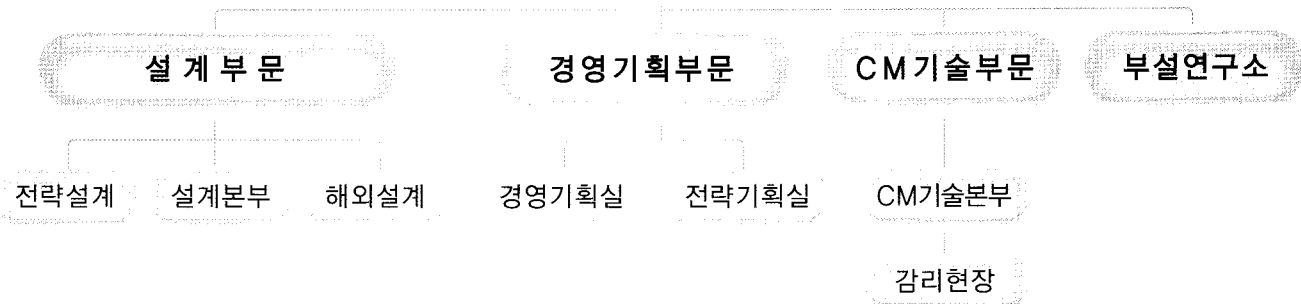 설계부문 경영기획부문 CM기술부문 부설연구소
전략설계 설계본부 해외설계 경영기획실 전략기획실 CM기술본부
감리현장